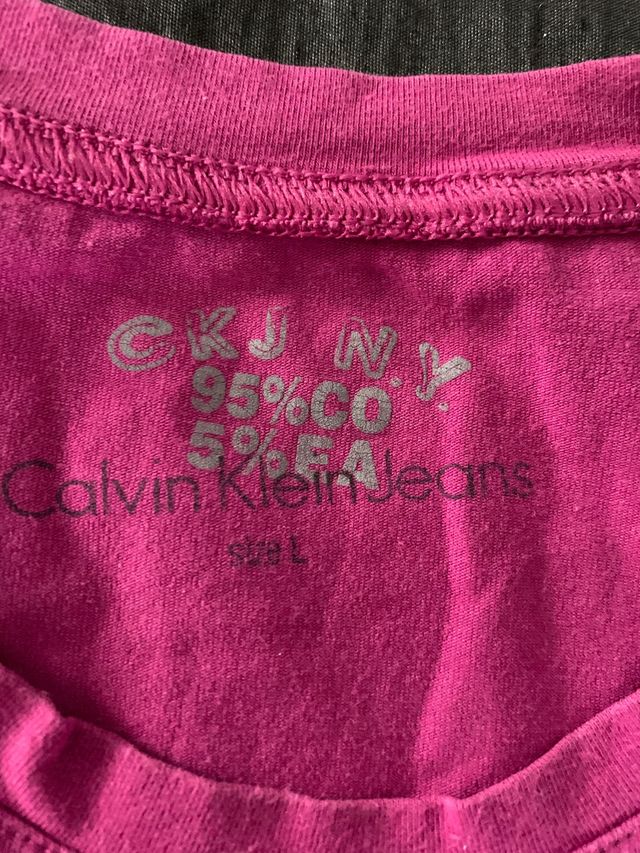 CKJ N.Y.
95%CO
5%EA
Calvin Klein Jeans
size L